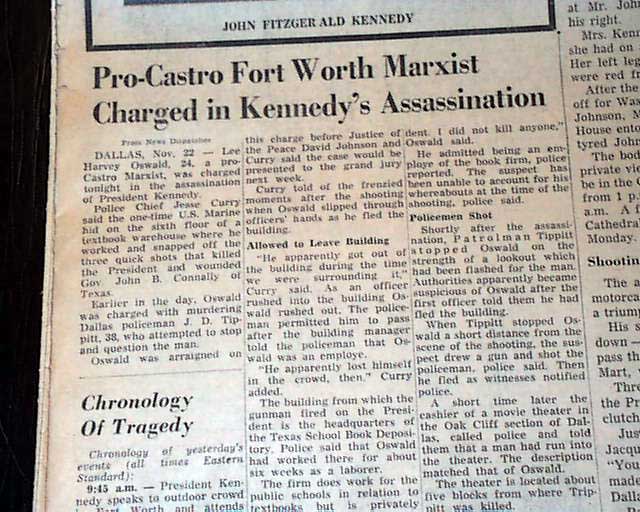 JOHN FITZGERALD KENNEDY
Pro-Castro Fort Worth Marxist
Charged in Kennedy's Assassination
Press News Dispatches
DALLAS, Nov. 22 — Lee
Harvey Oswald, 24, a pro-
Castro Marxist, was charged
tonight in the assassination
of President Kennedy.
Police Chief Jesse Curry
said the one-time U.S. Marine
hid on the sixth floor of a
textbook warehouse where he
worked and snapped off the
three quick shots that killed
the President and wounded
Gov. John B. Connally of
Texas.
Earlier in the day, Oswald
was charged with murdering
Dallas policeman J. D. Tip-
pitt, 38, who attempted to stop
and question the man.
Oswald was arraigned on
Chronology
Of Tragedy
Chronology of yesterday's
events (all times Eastern
Standard):
9:45 a.m. — President Ken-
nedy speaks to outdoor crowd
Fort Worth and attends
this charge before Justice of
the Peace David Johnson and
Curry said the case would be
presented to the grand jury
next week.
Curry told of the frenzied
moments after the shooting
when Oswald slipped through
officers' hands as he fled the
building.
Allowed to Leave Building
"He apparently got out of
the building during the time
we were surrounding it,"
Curry said. As an officer
rushed into the building Os-
wald rushed out. The police-
man permitted him to pass
after the building manager
told the policeman that Os-
wald was an employe.
"He apparently lost himself
in the crowd, then," Curry
added.
The building from which the
gunman fired on the Presi-
dent is the headquarters of
the Texas School Book Deposi-
tory. Police said that Oswald
had worked there for about
six weeks as a laborer.
The firm does work for the
public schools in relation to
textbooks but is privately
dent. I did not kill anyone,"
Oswald said.
He admitted being an em-
ploye of the book firm, police
reported. The suspect has
been unable to account for his
whereabouts at the time of the
shooting, police said.
Policemen Shot
Shortly after the assassi-
nation, Patrolman Tippitt
stopped Oswald on the
strength of a lookout which
had been flashed for the man.
Authorities apparently became
suspicious of Oswald after the
first officer told them he had
fled the building.
When Tippitt stopped Os-
wald a short distance from the
scene of the shooting, the sus-
pect drew a gun and shot the
policeman, police said. Then
he fled as witnesses notified
police.
A short time later the
cashier of a movie theater in
the Oak Cliff section of Dal-
las, called police and told
them that a man had run into
the theater. The description
matched that of Oswald.
The theater is located about
five blocks from where Trip-
pitt was killed.
at Mr. Joh
his right.
Mrs. Ken
she had on
Her left leg
were red fr
After the
off for Was
Johnson, M
House ente
tyred John
The bod
private vi
be in the
from 1 p.
a.m. A
Cathedra
Monday.
Shootin
The a
motorca
a trium
His s
down —
pass th
Mart,
Thr
the Pr
clutch
Jus
Jacqu
"You
made
Dalla